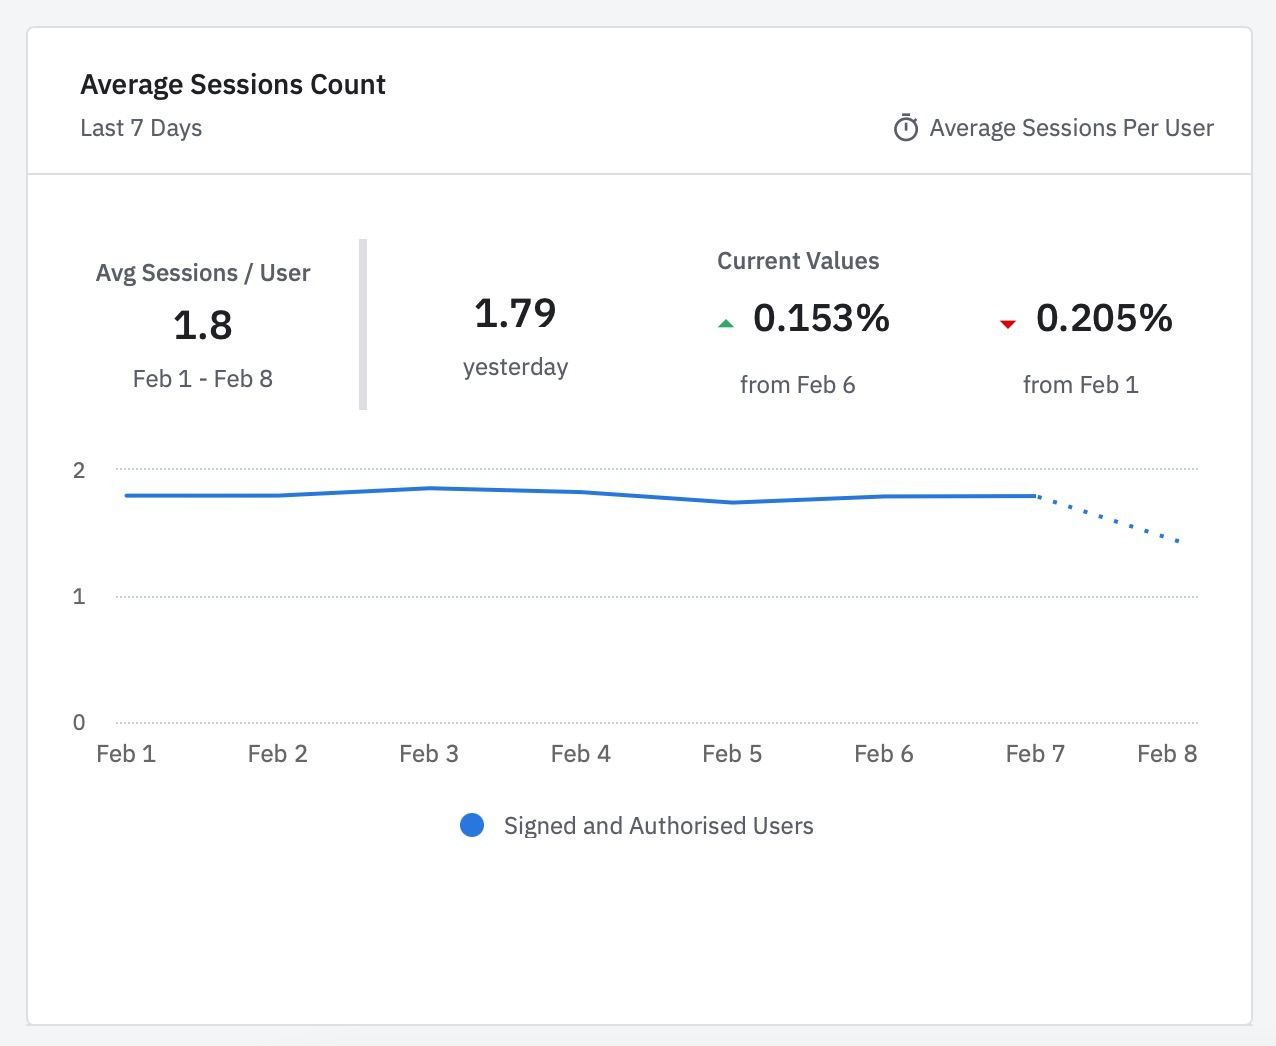 Average Sessions Count
Last 7 Days
Average Sessions Per User
Avg Sessions / User
1.8
Feb 1 - Feb 8
1.79
yesterday
Current Values
0.153%
from Feb 6
0.205%
from Feb 1
2
1
0
Feb 1 Feb 2 Feb 3 Feb 4 Feb 5 Feb 6 Feb 7 Feb 8
Signed and Authorised Users